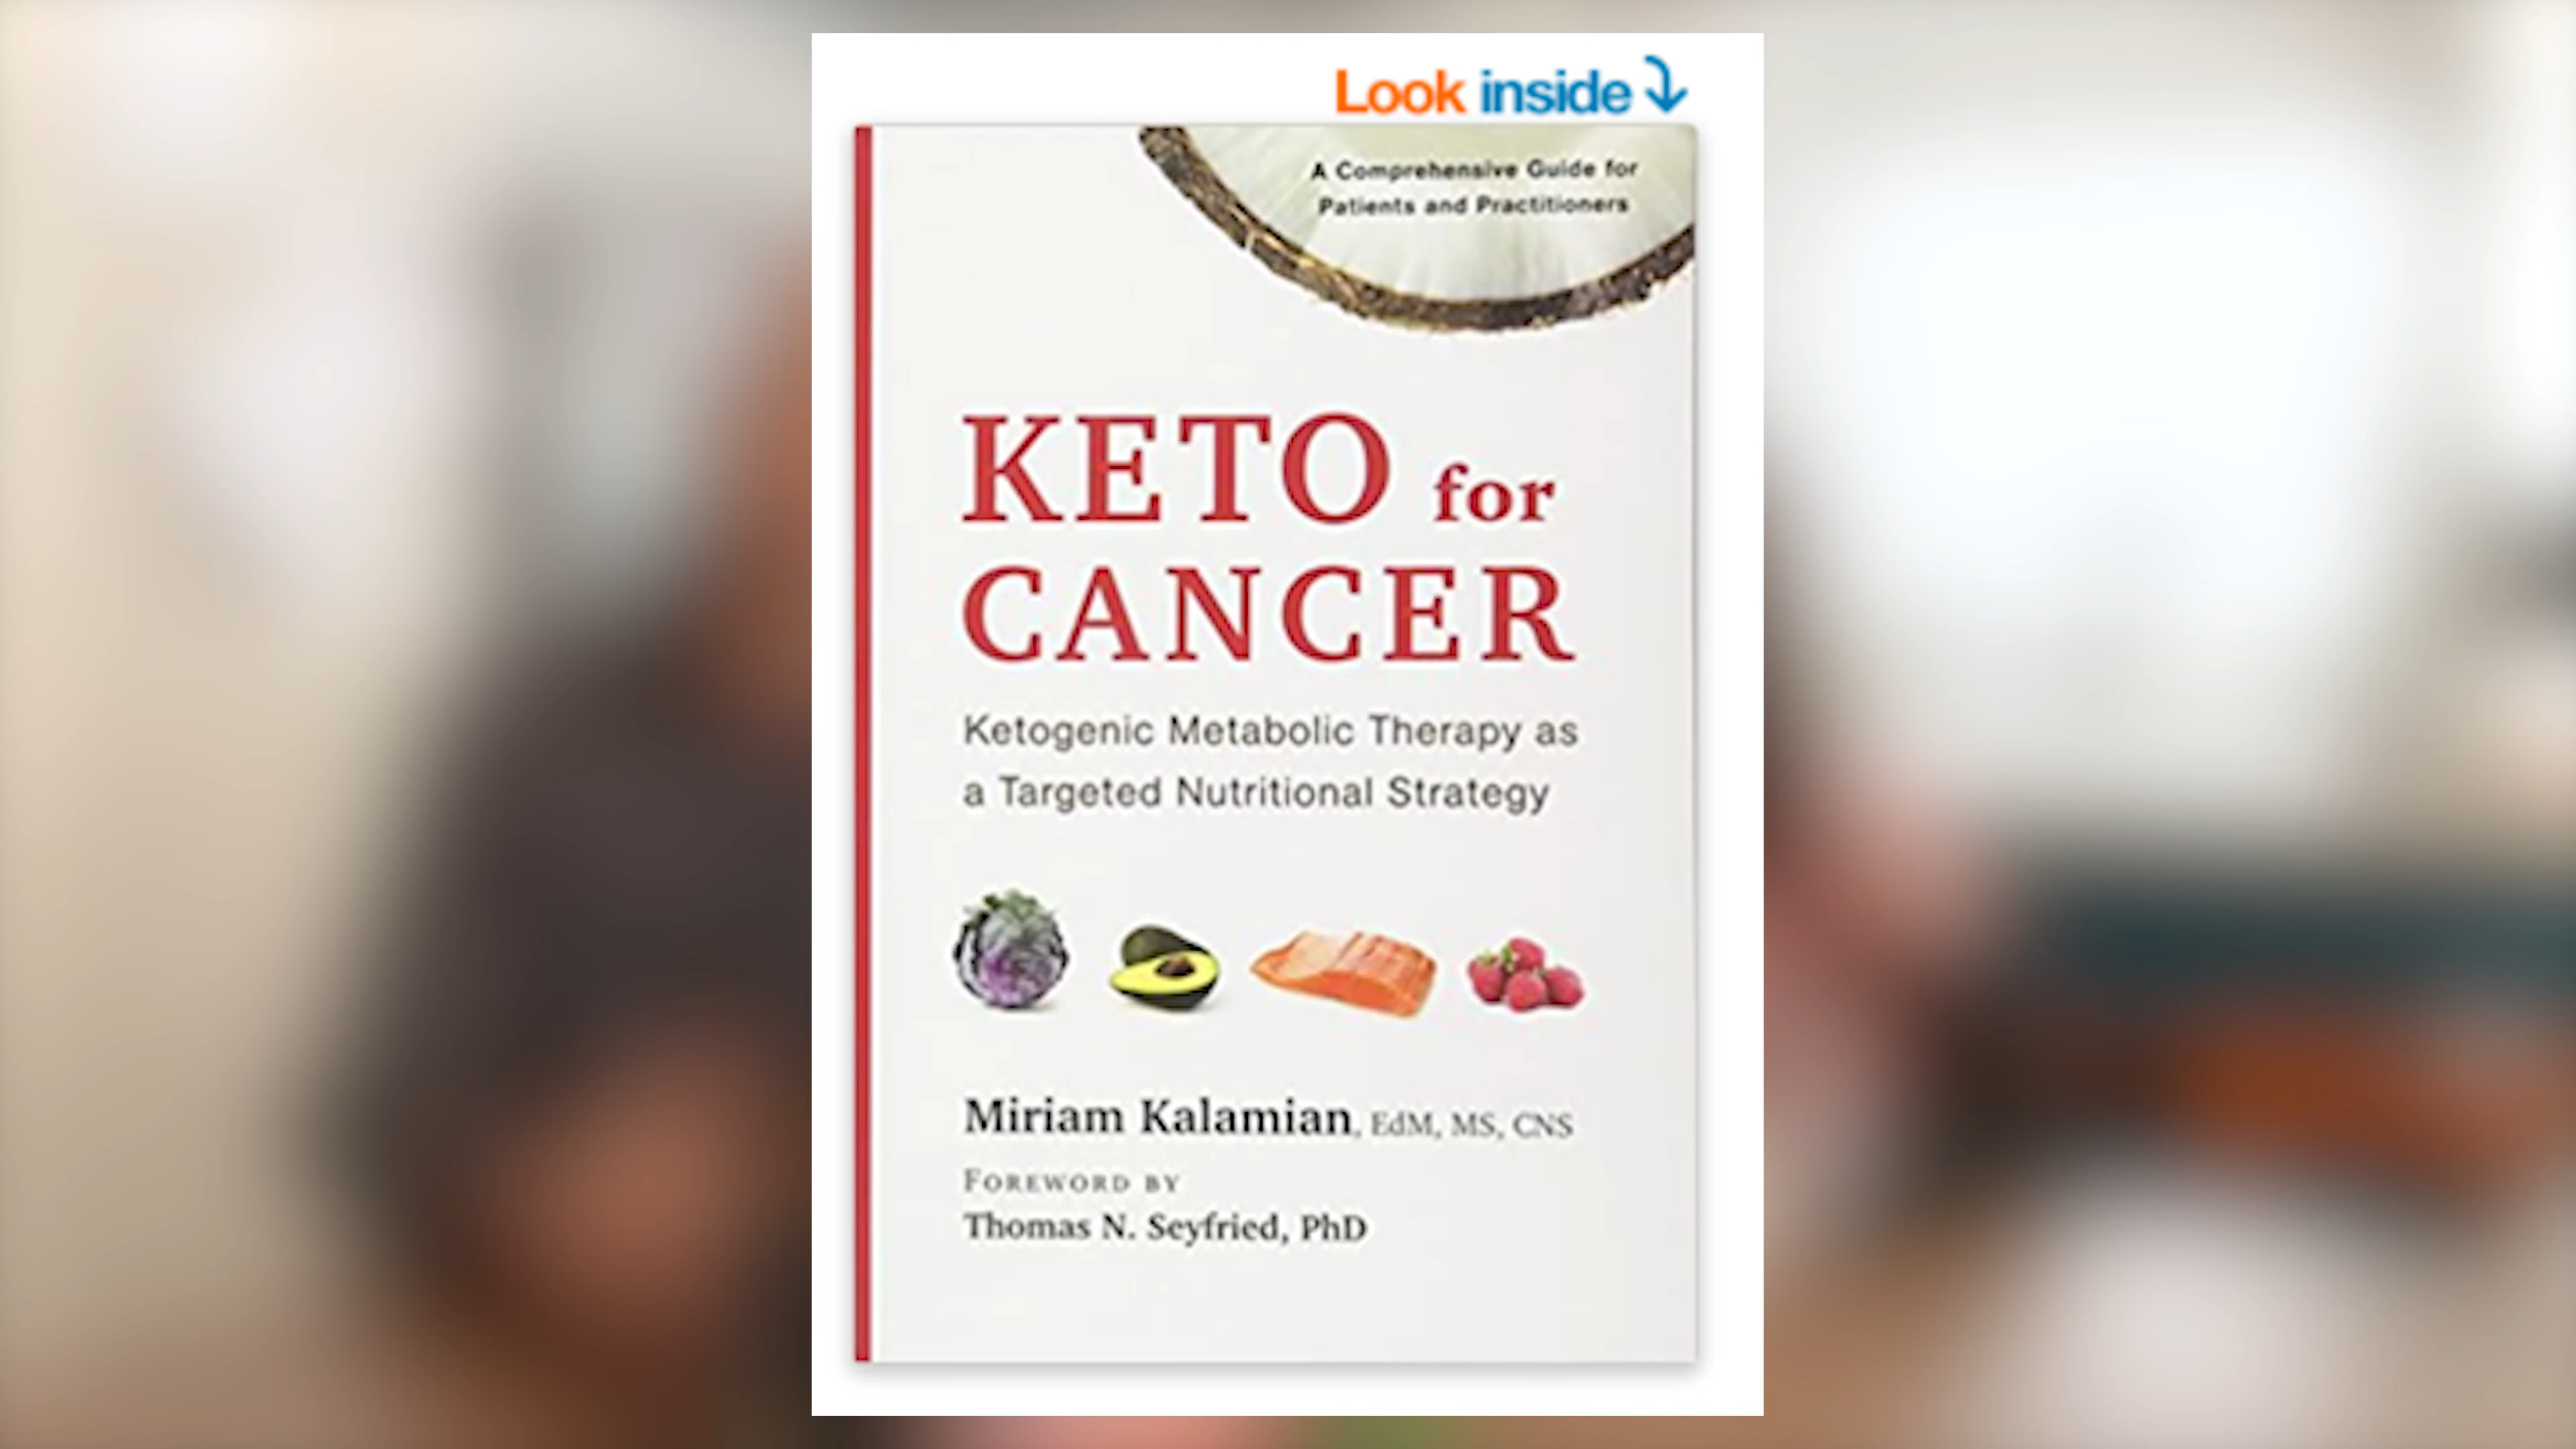 Look inside
A Comprehensive Guide for
Patients and Practitioners
KETO for
CANCER
Ketogenic Metabolic Therapy as
a Targeted Nutritional Strategy
Miriam Kalamian, EdM, MS, CNS
FOREWORD BY
Thomas N. Seyfried, PhD